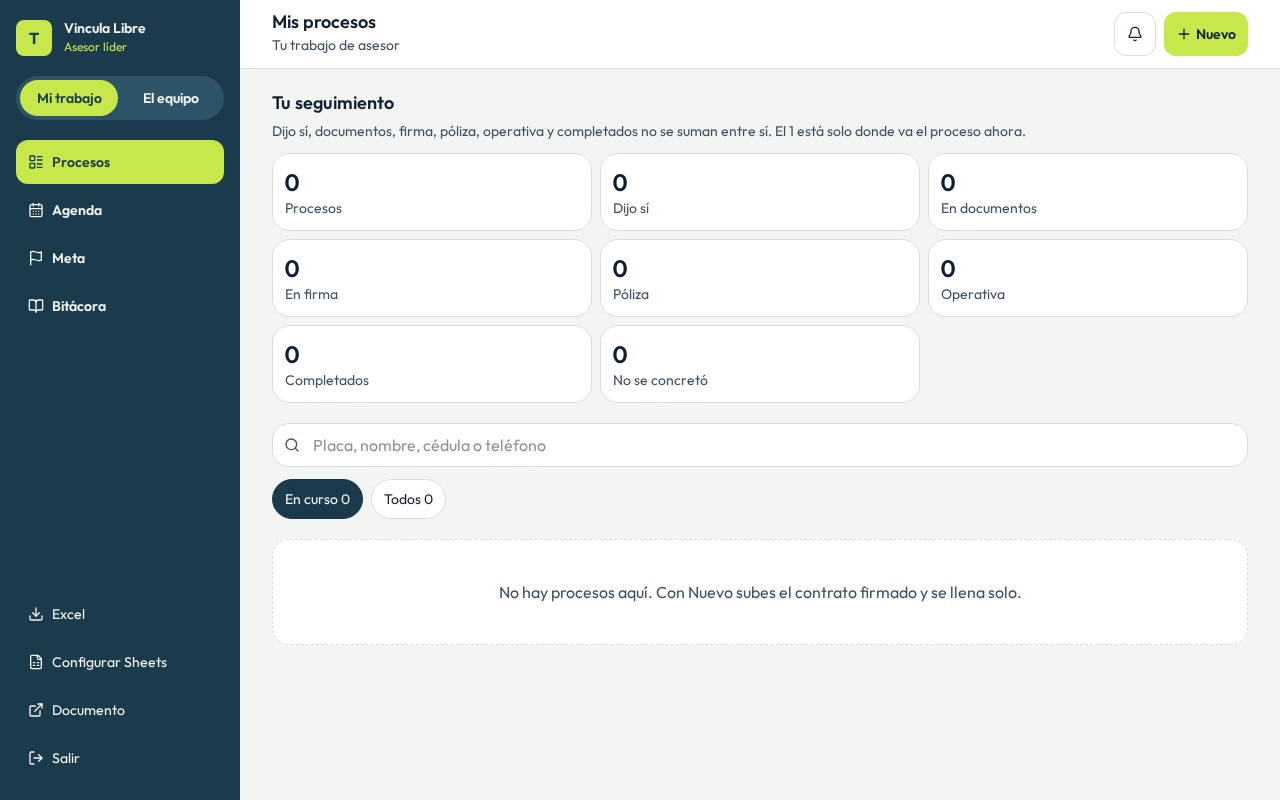 T
Vincula Libre
Asesor líder
Mi trabajo
El equipo
Procesos
Agenda
Meta
Bitácora
Excel
Configurar Sheets
Documento
Salir
Mis procesos
Tu trabajo de asesor
Nuevo
Tu seguimiento
Dijo sí, documentos, firma, póliza, operativa y completados no se suman entre sí. El 1 está solo donde va el proceso ahora.
0
Procesos
0
Dijo sí
0
En documentos
0
En firma
0
Póliza
0
Operativa
0
Completados
0
No se concretó
Placa, nombre, cédula o teléfono
En curso 0
Todos 0
No hay procesos aquí. Con Nuevo subes el contrato firmado y se llena solo.